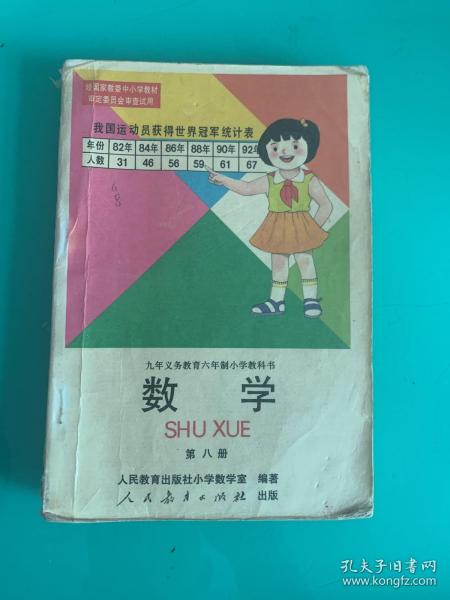 经国家教委中小学教材
审定委员会审查试用
我国运动员获得世界冠军统计表
年份 82年 84年 86年 88年 90年 92年
人数 31 46 56 59 61 67
68
九年义务教育六年制小学教科书
数学
SHU XUE
第八册
人民教育出版社小学数学室 编著
人民教育出版社 出版
孔夫子旧书网
www.kongfz.com